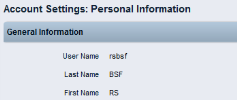 Account Settings: Personal Information
General Information
User Name rsbsf
Last Name BSF
First Name RS